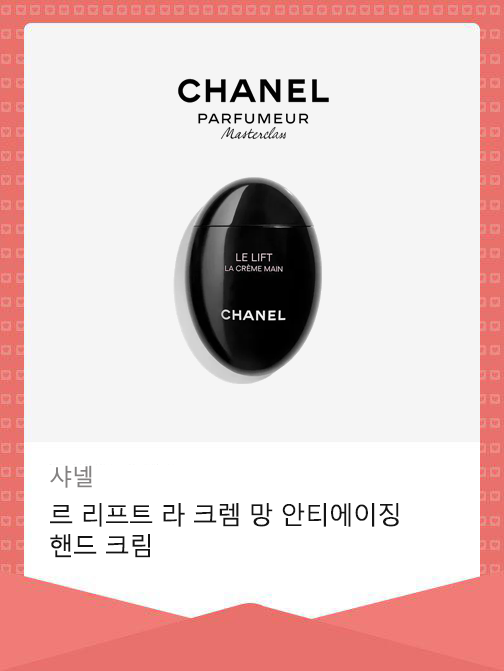 CHANEL
PARFUMEUR
Masterclass
LE LIFT
LA CRÈME MAIN
CHANEL
샤넬
르 리프트 라 크렘 망 안티에이징
핸드 크림